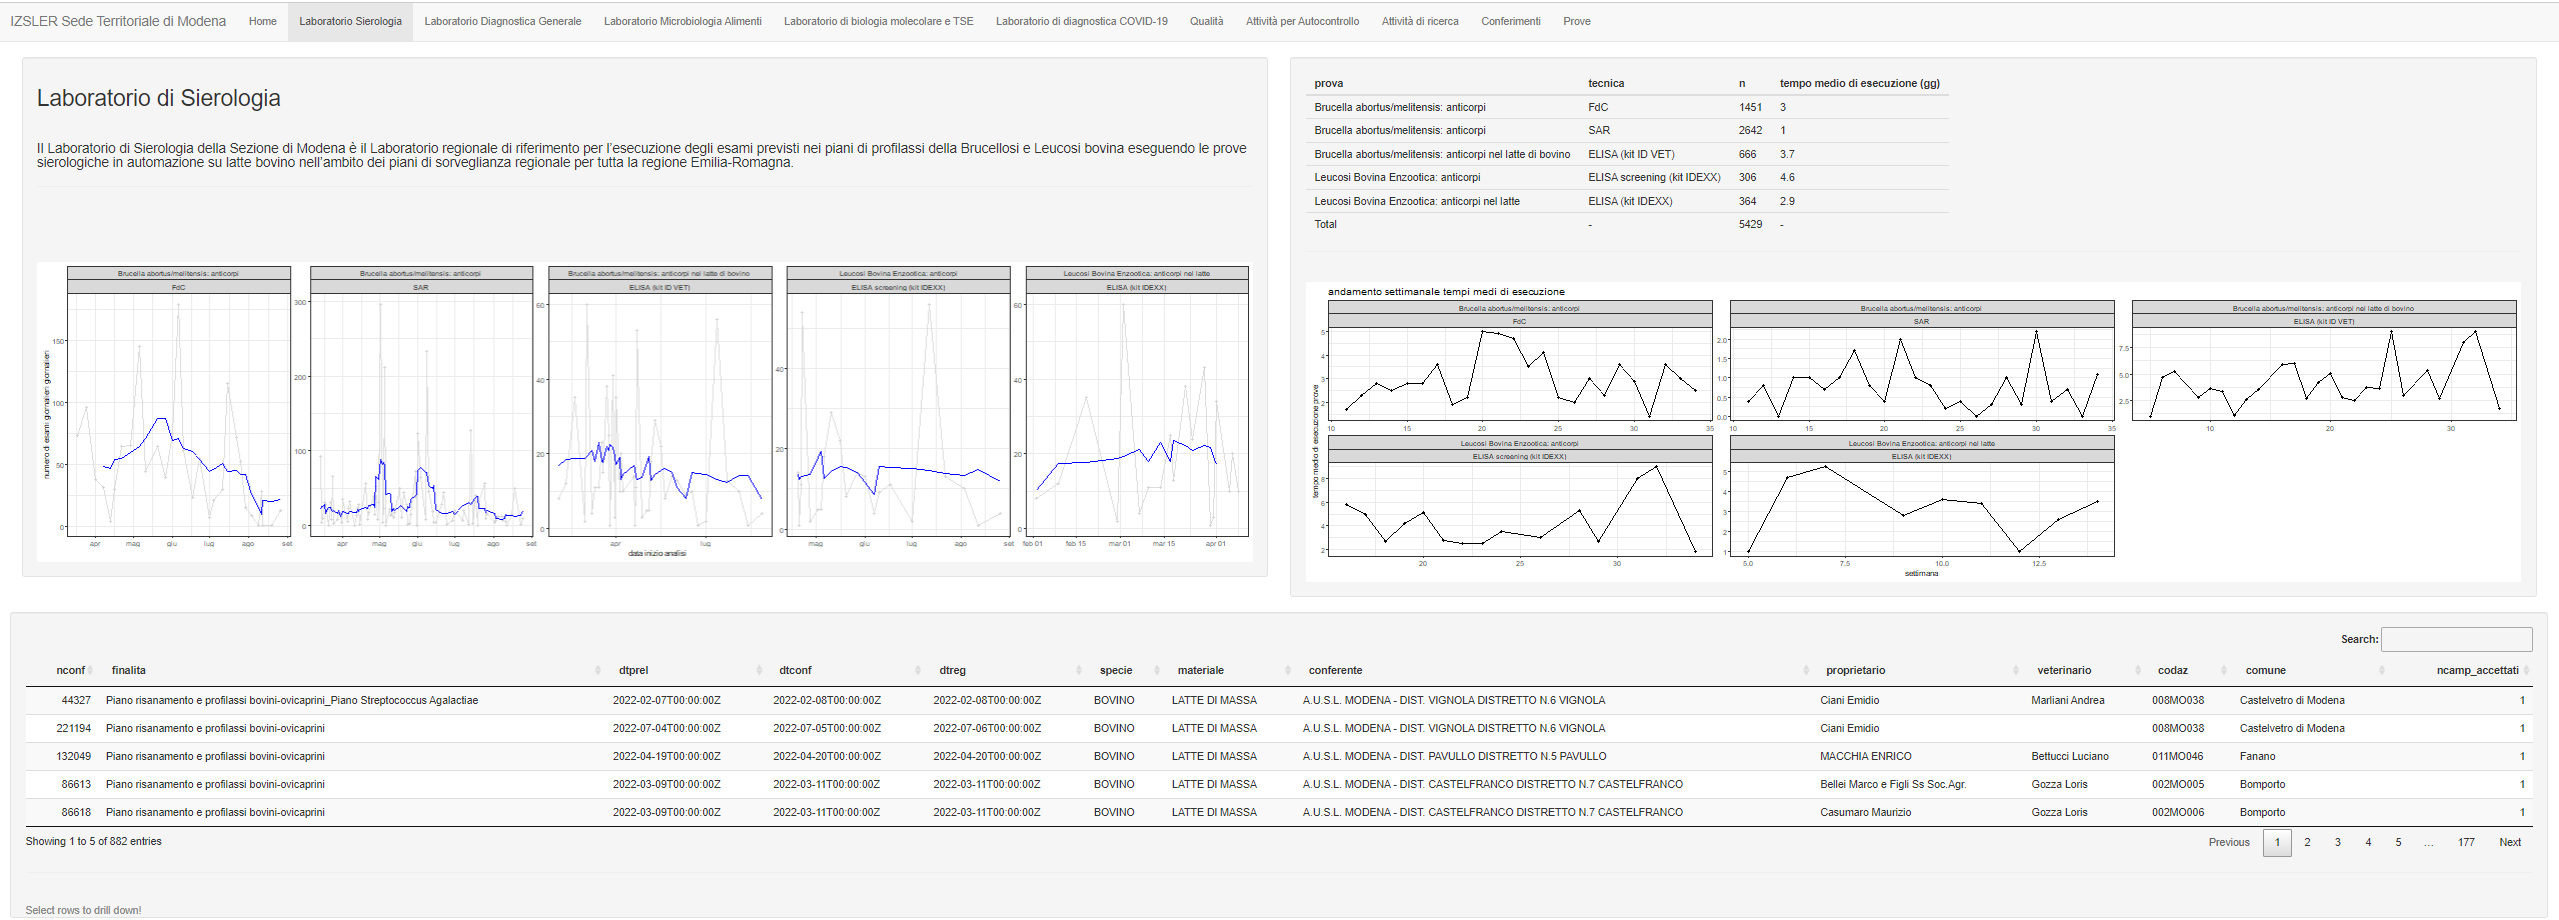 IZSLER Sede Territoriale di Modena Home Laboratorio Sierologia Laboratorio Diagnostica Generale Laboratorio Microbiologia Alimenti Laboratorio di biologia molecolare e TSE Laboratorio di diagnostica COVID-19 Qualità Attività per Autocontrollo Attività di ricerca Conferimenti Prove
Laboratorio di Sierologia
Il Laboratorio di Sierologia della Sezione di Modena è il Laboratorio regionale di riferimento per l'esecuzione degli esami previsti nei piani di profilassi della Brucellosi e Leucosi bovina eseguendo le prove
sierologiche in automazione su latte bovino nell'ambito dei piani di sorveglianza regionale per tutta la regione Emilia-Romagna.
Brucella abortus/melitensis: anticorpi
FdC
150
100
50
0
apr mag giu lug ago set
Brucella abortus/melitensis: anticorpi
SAR
300
200
100
0
apr mag giu lug ago set
Brucella abortus/melitensis: anticorpi nel latte di bovino
ELISA (kit ID VET)
60
40
20
0
apr lug
Leucosi Bovina Enzootica: anticorpi
ELISA screening (kit IDEXX)
40
20
0
mag giu lug ago set
Leucosi Bovina Enzootica: anticorpi nel latte
ELISA (kit IDEXX)
60
40
20
0
feb 01 feb 15 mar 01 mar 15 apr 01
numero di esami giornalieri giornalieri
data inizio analisi
prova tecnica n tempo medio di esecuzione (gg)
Brucella abortus/melitensis: anticorpi FdC 1451 3
Brucella abortus/melitensis: anticorpi SAR 2642 1
Brucella abortus/melitensis: anticorpi nel latte di bovino ELISA (kit ID VET) 666 3.7
Leucosi Bovina Enzootica: anticorpi ELISA screening (kit IDEXX) 306 4.6
Leucosi Bovina Enzootica: anticorpi nel latte ELISA (kit IDEXX) 364 2.9
Total - 5429 -
andamento settimanale tempi medi di esecuzione
Brucella abortus/melitensis: anticorpi
FdC
5
4
3
2
10 15 20 25 30 35
Brucella abortus/melitensis: anticorpi
SAR
2.0
1.5
1.0
0.5
0.0
10 15 20 25 30 35
Brucella abortus/melitensis: anticorpi nel latte di bovino
ELISA (kit ID VET)
7.5
5.0
2.5
10 20 30
Leucosi Bovina Enzootica: anticorpi
ELISA screening (kit IDEXX)
8
6
4
2
20 25 30
Leucosi Bovina Enzootica: anticorpi nel latte
ELISA (kit IDEXX)
5
4
3
2
1
5.0 7.5 10.0 12.5
tempo medio di esecuzione prove
settimana
Search:
nconf finalita dtprel dtconf dtreg specie materiale conferente proprietario veterinario codaz comune ncamp_accettati
44327 Piano risanamento e profilassi bovini-ovicaprini_Piano Streptococcus Agalactiae 2022-02-07T00:00:00Z 2022-02-08T00:00:00Z 2022-02-08T00:00:00Z BOVINO LATTE DI MASSA A.U.S.L. MODENA - DIST. VIGNOLA DISTRETTO N.6 VIGNOLA Ciani Emidio Marliani Andrea 008MO038 Castelvetro di Modena 1
221194 Piano risanamento e profilassi bovini-ovicaprini 2022-07-04T00:00:00Z 2022-07-05T00:00:00Z 2022-07-06T00:00:00Z BOVINO LATTE DI MASSA A.U.S.L. MODENA - DIST. VIGNOLA DISTRETTO N.6 VIGNOLA Ciani Emidio 008MO038 Castelvetro di Modena 1
132049 Piano risanamento e profilassi bovini-ovicaprini 2022-04-19T00:00:00Z 2022-04-20T00:00:00Z 2022-04-20T00:00:00Z BOVINO LATTE DI MASSA A.U.S.L. MODENA - DIST. PAVULLO DISTRETTO N.5 PAVULLO MACCHIA ENRICO Bettucci Luciano 011MO046 Fanano 1
86613 Piano risanamento e profilassi bovini-ovicaprini 2022-03-09T00:00:00Z 2022-03-11T00:00:00Z 2022-03-11T00:00:00Z BOVINO LATTE DI MASSA A.U.S.L. MODENA - DIST. CASTELFRANCO DISTRETTO N.7 CASTELFRANCO Bellei Marco e Figli Ss Soc.Agr. Gozza Loris 002MO005 Bomporto 1
86618 Piano risanamento e profilassi bovini-ovicaprini 2022-03-09T00:00:00Z 2022-03-11T00:00:00Z 2022-03-11T00:00:00Z BOVINO LATTE DI MASSA A.U.S.L. MODENA - DIST. CASTELFRANCO DISTRETTO N.7 CASTELFRANCO Casumaro Maurizio Gozza Loris 002MO006 Bomporto 1
Showing 1 to 5 of 882 entries Previous 1 2 3 4 5 … 177 Next
Select rows to drill down!